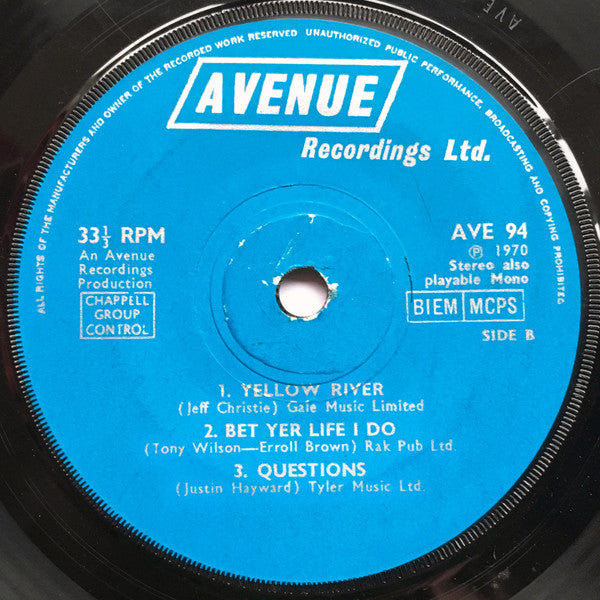 ALL RIGHTS OF THE MANUFACTURERS AND OWNER OF THE RECORDED WORK RESERVED UNAUTHORIZED PUBLIC PERFORMANCE, BROADCASTING AND COPYING PROHIBITED
AVENUE
Recordings Ltd.
33⅓ RPM
An Avenue
Recordings
Production
CHAPPELL
GROUP
CONTROL
AVE 94
Ⓟ 1970
Stereo also
playable Mono
BIEM MCPS
SIDE B
1. YELLOW RIVER
(Jeff Christie) Gale Music Limited
2. BET YER LIFE I DO
(Tony Wilson—Erroll Brown) Rak Pub Ltd.
3. QUESTIONS
(Justin Hayward) Tyler Music Ltd.
AVE